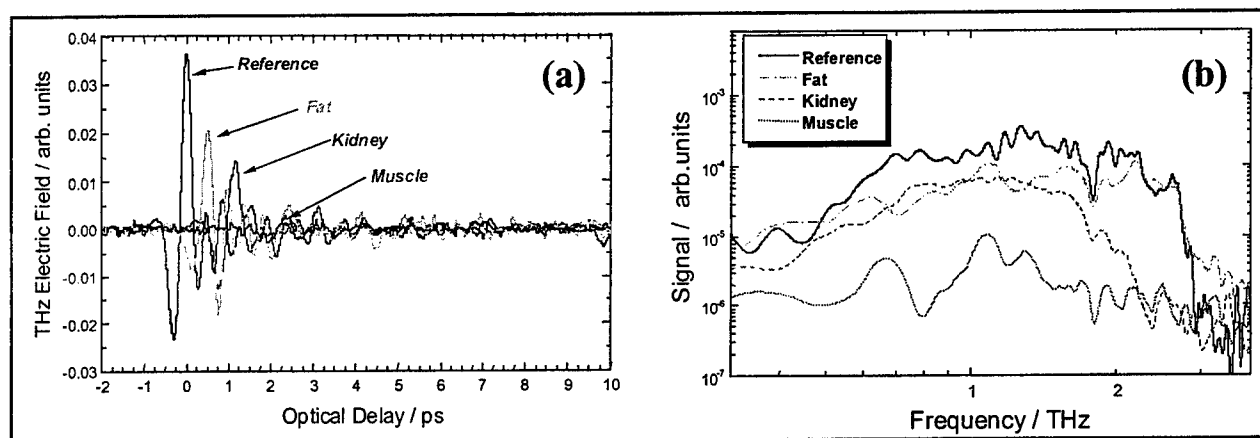 (a)
THz Electric Field / arb. units
0.04
0.03
0.02
0.01
0.00
-0.01
-0.02
-0.03
Reference
Fat
Kidney
Muscle
-2 -1 0 1 2 3 4 5 6 7 8 9 10
Optical Delay / ps
(b)
Signal / arb.units
10-3
10-4
10-5
10-6
10-7
Reference
Fat
Kidney
Muscle
1 2
Frequency / THz